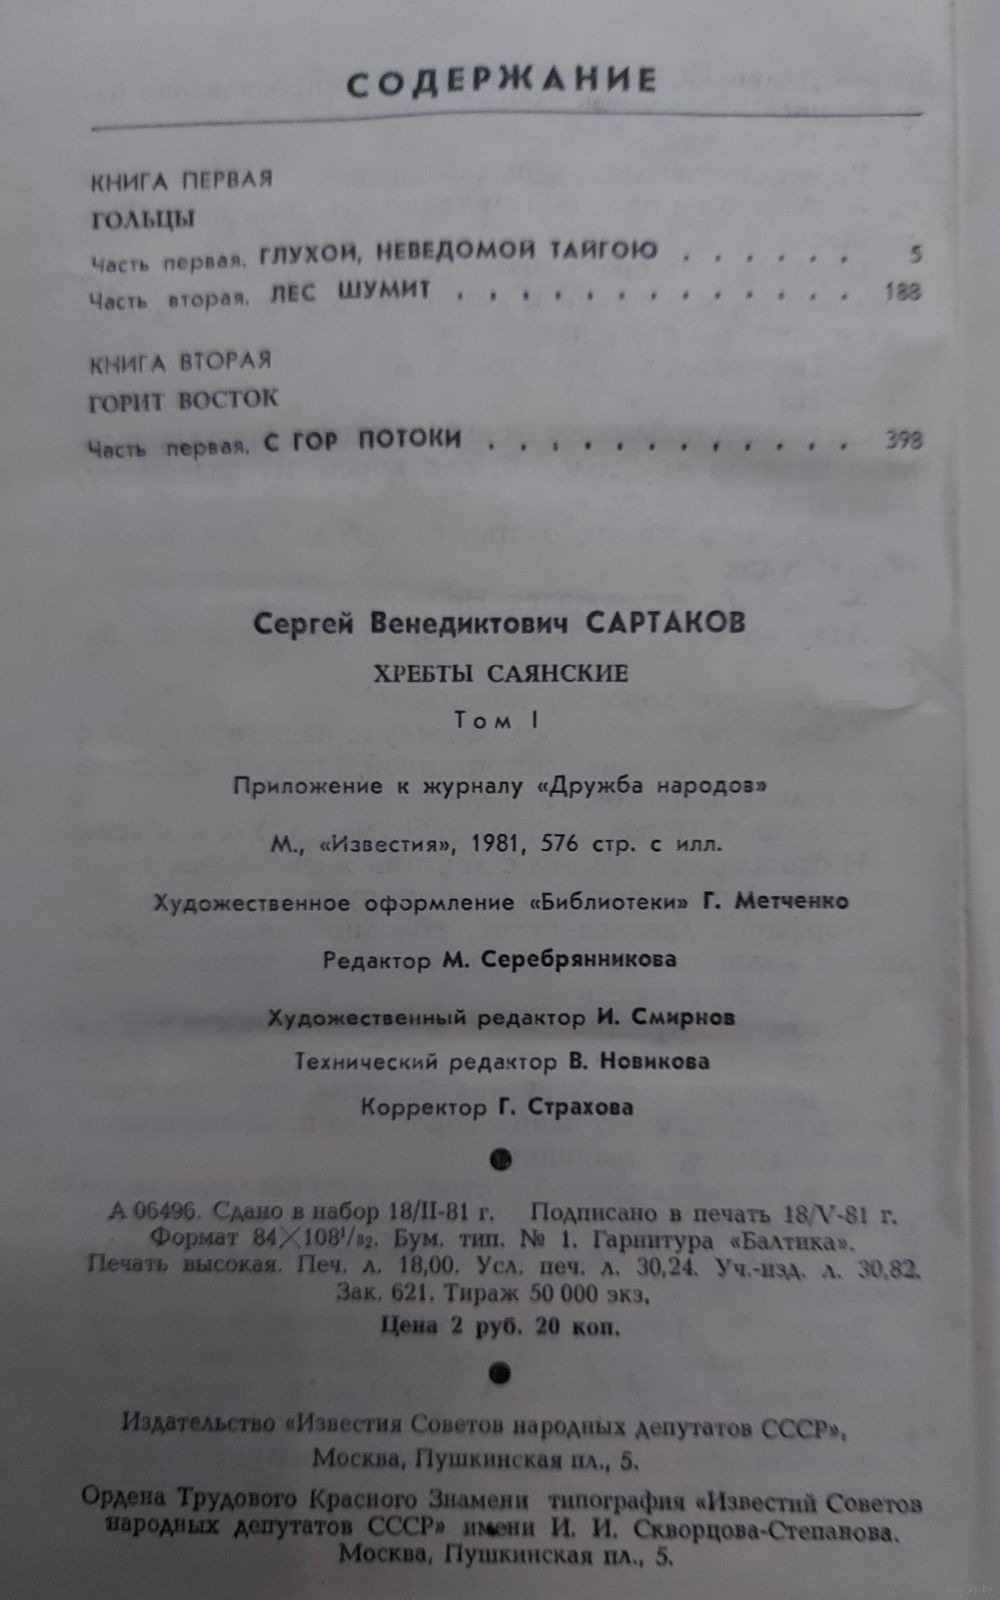 СОДЕРЖАНИЕ
КНИГА ПЕРВАЯ
ГОЛЬЦЫ
Часть первая. ГЛУХОЙ, НЕВЕДОМОЙ ТАЙГОЮ . . . . . . 5
Часть вторая. ЛЕС ШУМИТ . . . . . . . . . . . . . 188
КНИГА ВТОРАЯ
ГОРИТ ВОСТОК
Часть первая. С ГОР ПОТОКИ . . . . . . . . . . . . 398
Сергей Венедиктович САРТАКОВ
ХРЕБТЫ САЯНСКИЕ
Том I
Приложение к журналу «Дружба народов»
М., «Известия», 1981, 576 стр. с илл.
Художественное оформление «Библиотеки» Г. Метченко
Редактор М. Серебрянникова
Художественный редактор И. Смирнов
Технический редактор В. Новикова
Корректор Г. Страхова
А 06496. Сдано в набор 18/II-81 г. Подписано в печать 18/V-81 г.
Формат 84×108¹/₃₂. Бум. тип. № 1. Гарнитура «Балтика».
Печать высокая. Печ. л. 18,00. Усл. печ. л. 30,24. Уч.-изд. л. 30,82.
Зак. 621. Тираж 50 000 экз.
Цена 2 руб. 20 коп.
Издательство «Известия Советов народных депутатов СССР»,
Москва, Пушкинская пл., 5.
Ордена Трудового Красного Знамени типография «Известий Советов
народных депутатов СССР» имени И. И. Скворцова-Степанова.
Москва, Пушкинская пл., 5.